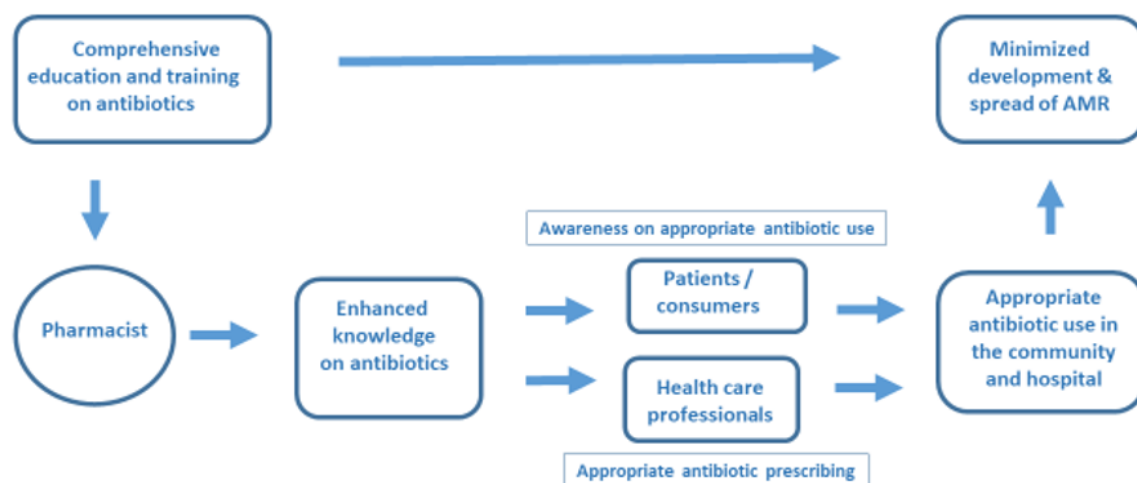 Comprehensive
education and training
on antibiotics
Minimized
development &
spread of AMR
Awareness on appropriate antibiotic use
Pharmacist
Enhanced
knowledge
on antibiotics
Patients /
consumers
Health care
professionals
Appropriate antibiotic prescribing
Appropriate
antibiotic use in
the community
and hospital